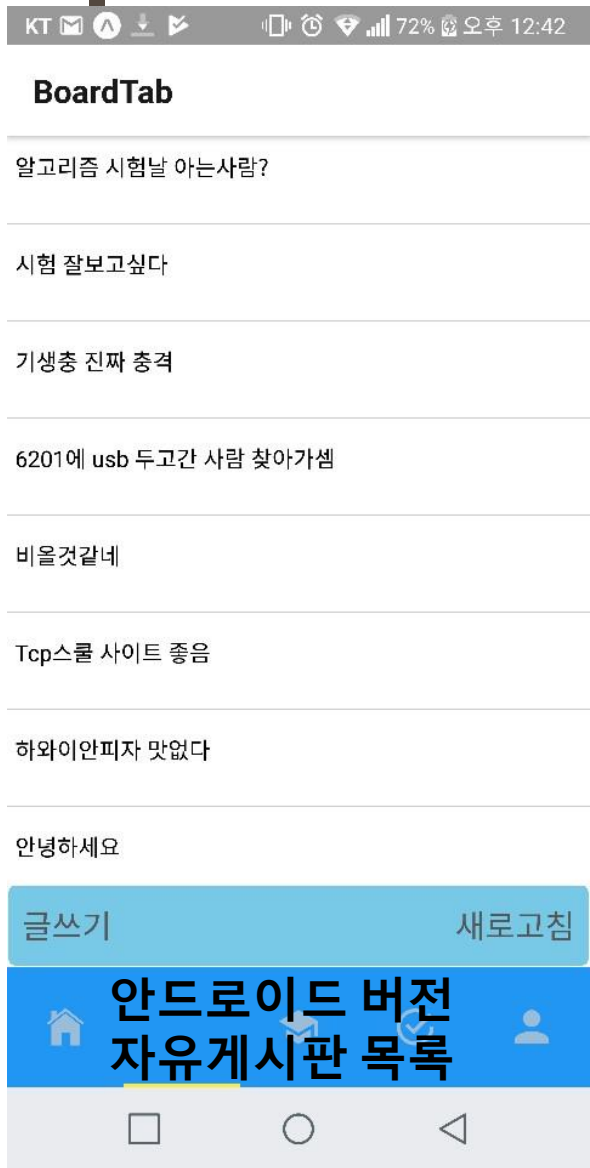 KT 72% 오후 12:42
BoardTab
알고리즘 시험날 아는사람?
시험 잘보고싶다
기생충 진짜 충격
6201에 usb 두고간 사람 찾아가셈
비올것같네
Tcp스쿨 사이트 좋음
하와이안피자 맛없다
안녕하세요
글쓰기 새로고침
안드로이드 버전
자유게시판 목록